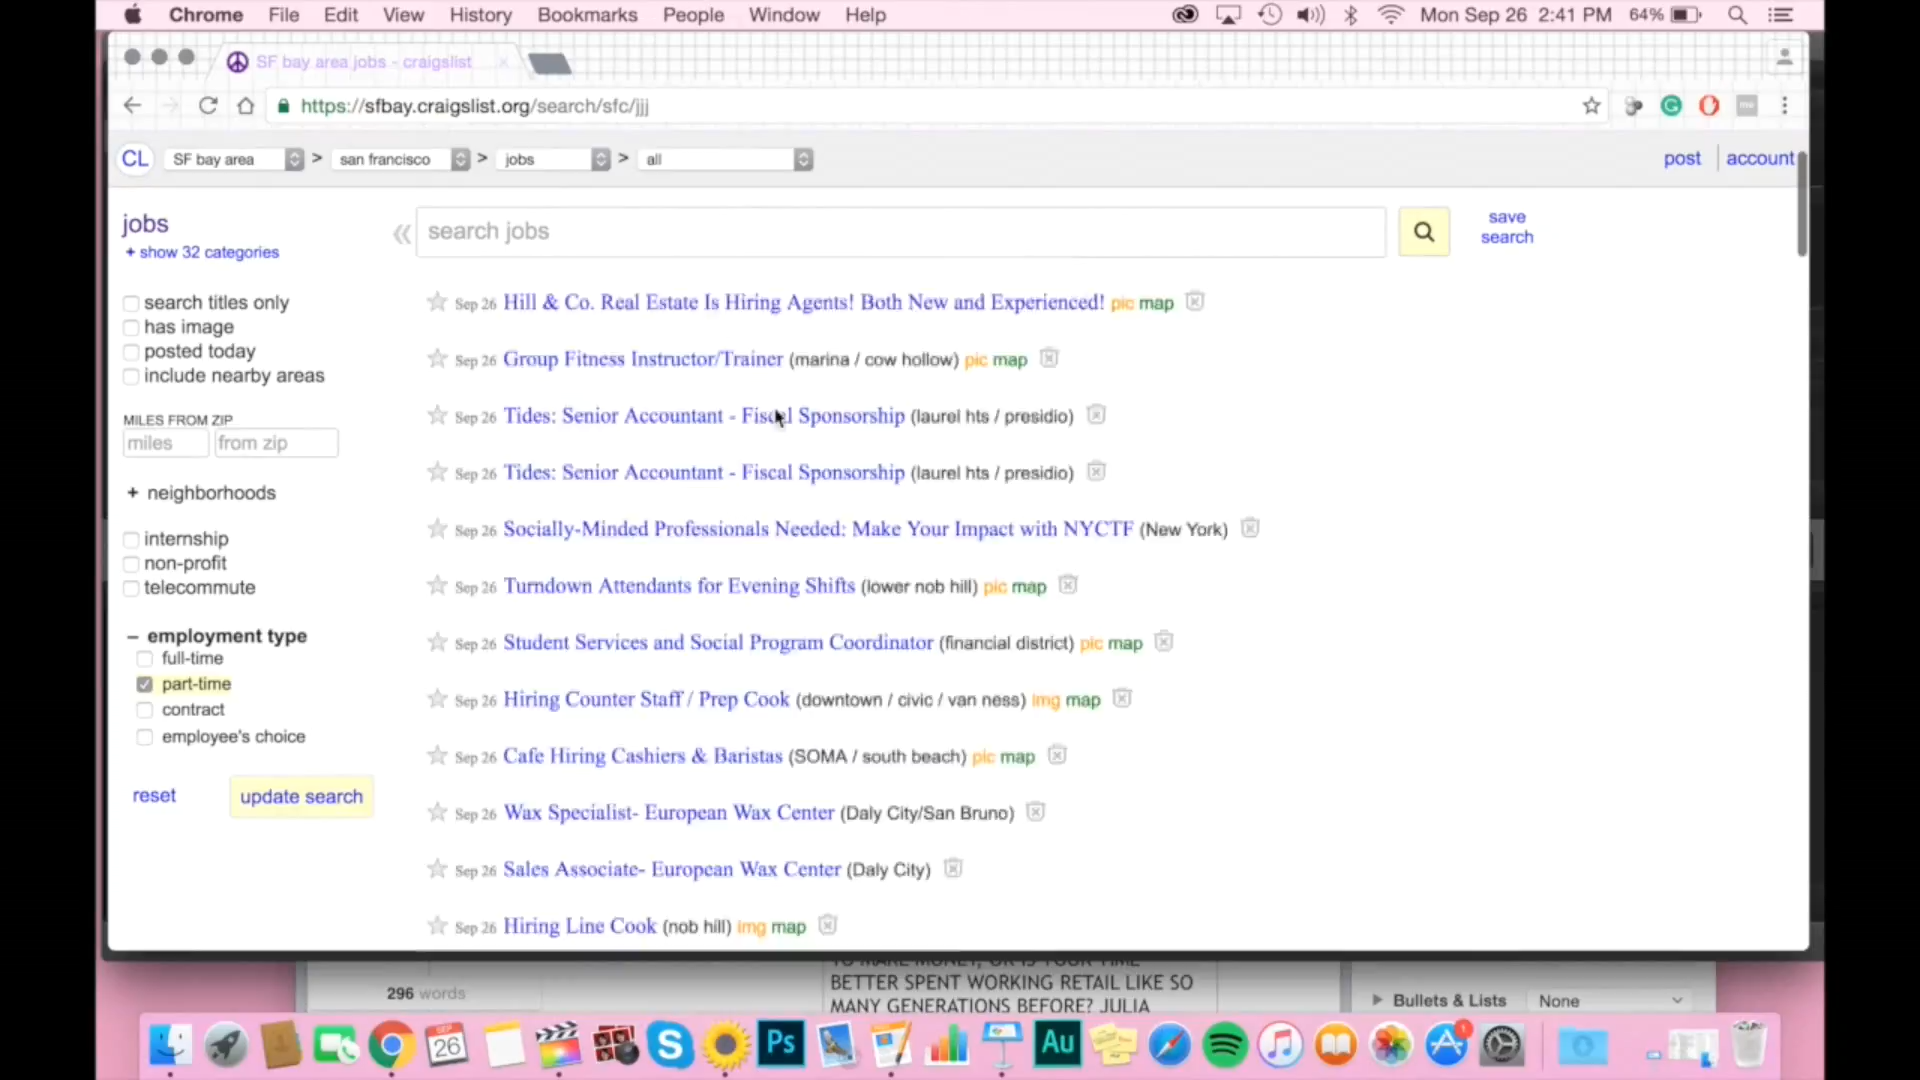 Chrome File Edit View History Bookmarks People Window Help Mon Sep 26 2:41 PM 64%
SF bay area jobs - craigslist
https://sfbay.craigslist.org/search/sfc/jjj
CL SF bay area > san francisco > jobs > all post account
jobs
+ show 32 categories
search jobs
save
search
search titles only
has image
posted today
include nearby areas
MILES FROM ZIP
miles from zip
+ neighborhoods
internship
non-profit
telecommute
– employment type
full-time
part-time
contract
employee's choice
reset update search
Sep 26 Hill & Co. Real Estate Is Hiring Agents! Both New and Experienced! pic map
Sep 26 Group Fitness Instructor/Trainer (marina / cow hollow) pic map
Sep 26 Tides: Senior Accountant - Fiscal Sponsorship (laurel hts / presidio)
Sep 26 Tides: Senior Accountant - Fiscal Sponsorship (laurel hts / presidio)
Sep 26 Socially-Minded Professionals Needed: Make Your Impact with NYCTF (New York)
Sep 26 Turndown Attendants for Evening Shifts (lower nob hill) pic map
Sep 26 Student Services and Social Program Coordinator (financial district) pic map
Sep 26 Hiring Counter Staff / Prep Cook (downtown / civic / van ness) img map
Sep 26 Cafe Hiring Cashiers & Baristas (SOMA / south beach) pic map
Sep 26 Wax Specialist- European Wax Center (Daly City/San Bruno)
Sep 26 Sales Associate- European Wax Center (Daly City)
Sep 26 Hiring Line Cook (nob hill) img map
296 words
TO MAKE MONEY, OR IS YOUR TIME
BETTER SPENT WORKING RETAIL LIKE SO
MANY GENERATIONS BEFORE? JULIA
Bullets & Lists None
SEP
26
Ps
Au
1